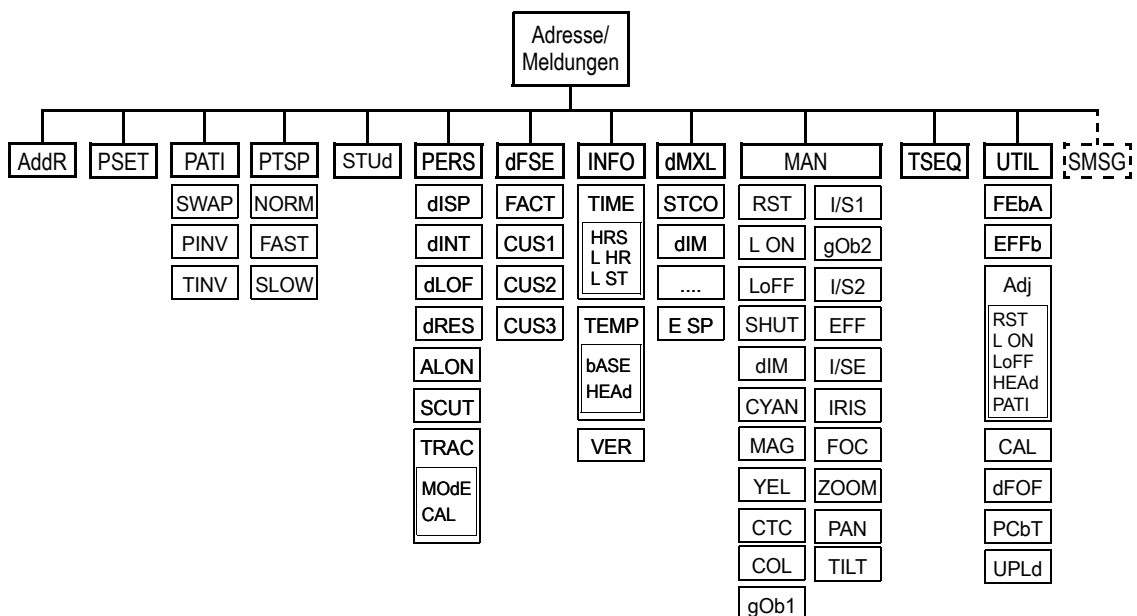 Adresse/
Meldungen
AddR
PSET
PATI
SWAP
PINV
TINV
PTSP
NORM
FAST
SLOW
STUd
PERS
dISP
dINT
dLOF
dRES
ALON
SCUT
TRAC
MOdE
CAL
dFSE
FACT
CUS1
CUS2
CUS3
INFO
TIME
HRS
L HR
L ST
TEMP
bASE
HEAd
VER
dMXL
STCO
dIM
....
E SP
MAN
RST
L ON
LoFF
SHUT
dIM
CYAN
MAG
YEL
CTC
COL
gOb1
I/S1
gOb2
I/S2
EFF
I/SE
IRIS
FOC
ZOOM
PAN
TILT
TSEQ
UTIL
FEbA
EFFb
Adj
RST
L ON
LoFF
HEAd
PATI
CAL
dFOF
PCbT
UPLd
SMSG